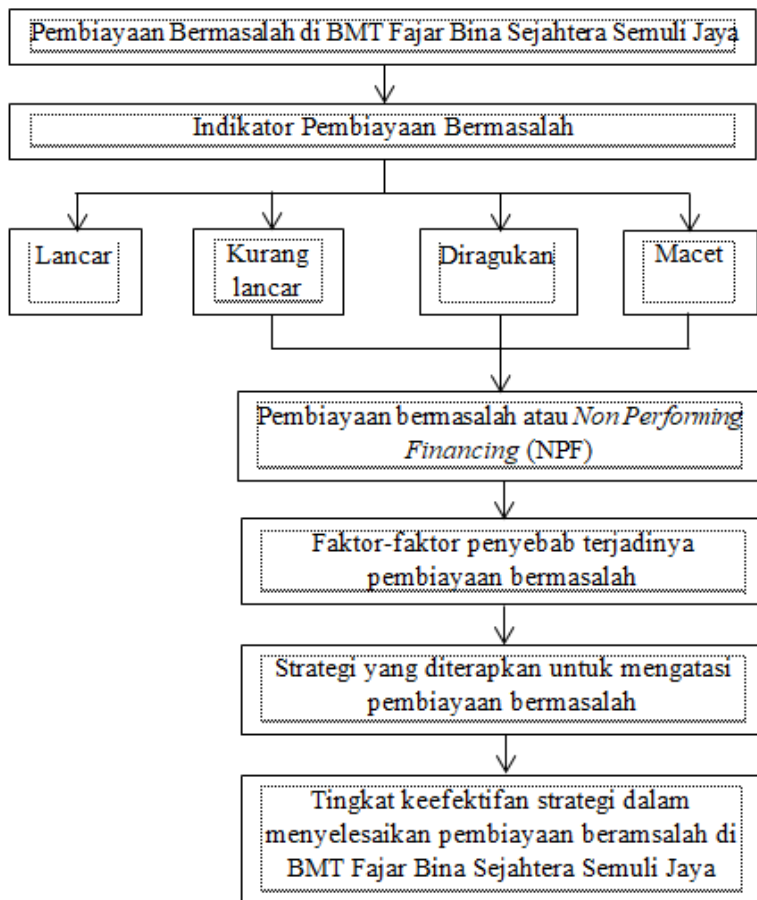 Pembiayaan Bermasalah di BMT Fajar Bina Sejahtera Semuli Jaya
Indikator Pembiayaan Bermasalah
Lancar
Kurang
lancar
Diragukan
Macet
Pembiayaan bermasalah atau Non Performing
Financing (NPF)
Faktor-faktor penyebab terjadinya
pembiayaan bermasalah
Strategi yang diterapkan untuk mengatasi
pembiayaan bermasalah
Tingkat keefektifan strategi dalam
menyelesaikan pembiayaan beramsalah di
BMT Fajar Bina Sejahtera Semuli Jaya